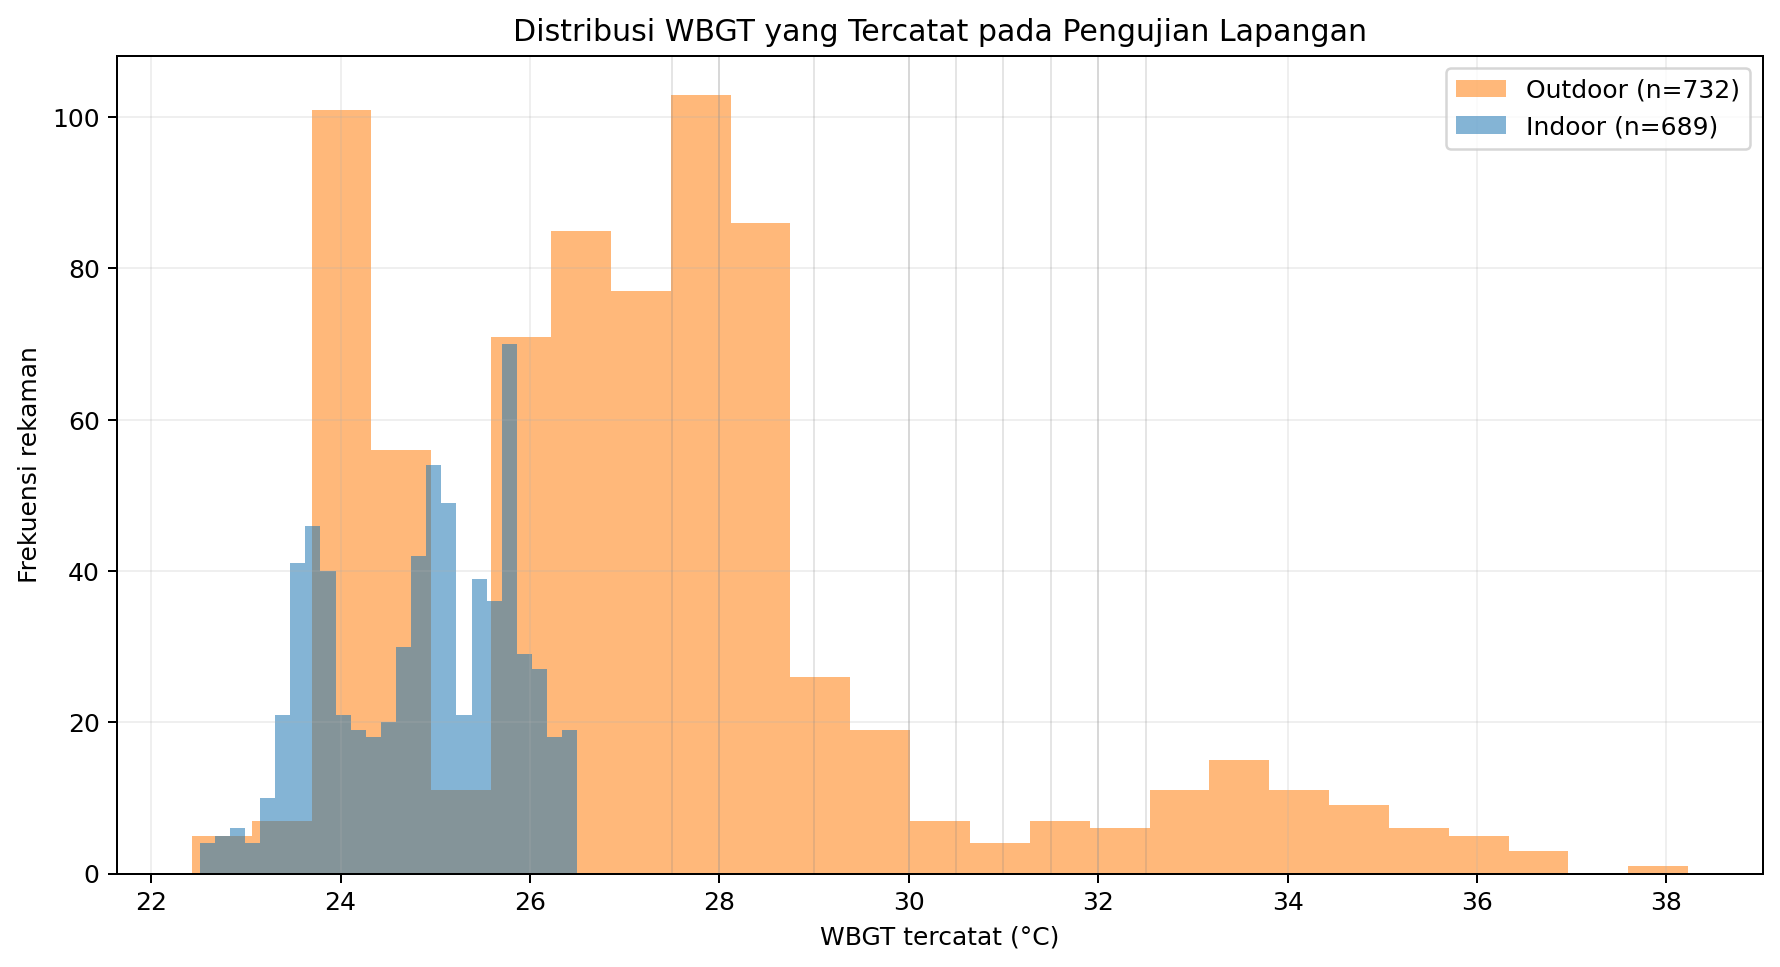 Distribusi WBGT yang Tercatat pada Pengujian Lapangan
Outdoor (n=732)
Indoor (n=689)
Frekuensi rekaman
100
80
60
40
20
0
22 24 26 28 30 32 34 36 38
WBGT tercatat (°C)